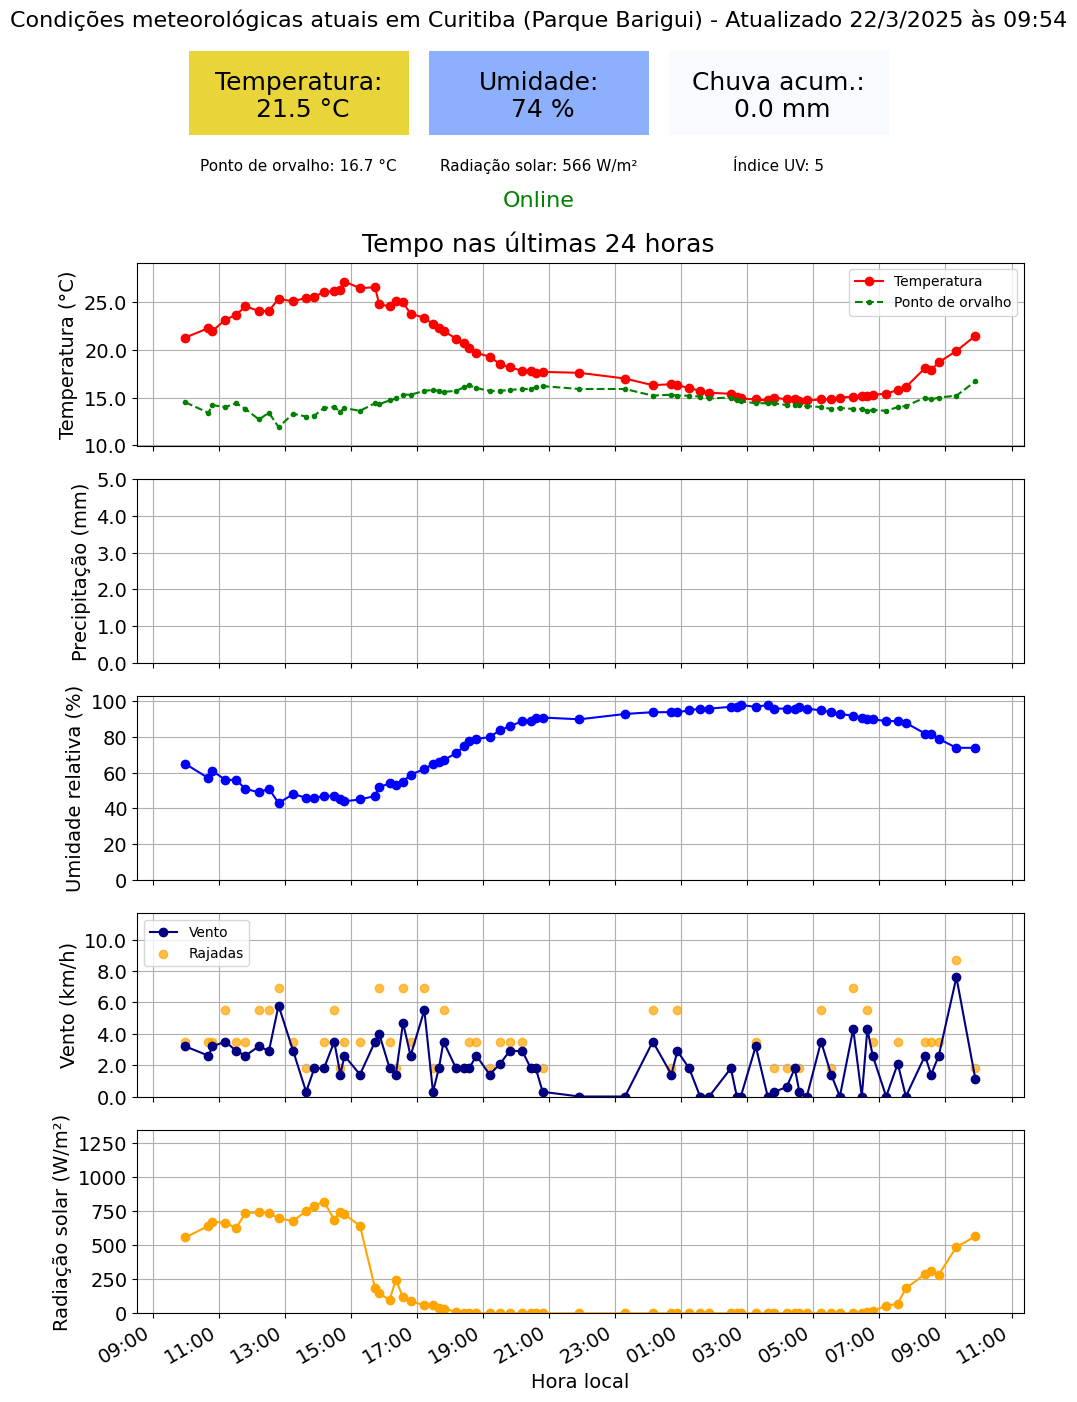 Condições meteorológicas atuais em Curitiba (Parque Barigui) - Atualizado 22/3/2025 às 09:54
Temperatura:
21.5 °C
Umidade:
74 %
Chuva acum.:
0.0 mm
Ponto de orvalho: 16.7 °C
Radiação solar: 566 W/m²
Índice UV: 5
Online
Tempo nas últimas 24 horas
Temperatura (°C)
25.0
20.0
15.0
10.0
Temperatura
Ponto de orvalho
Precipitação (mm)
5.0
4.0
3.0
2.0
1.0
0.0
Umidade relativa (%)
100
80
60
40
20
0
Vento (km/h)
10.0
8.0
6.0
4.0
2.0
0.0
Vento
Rajadas
Radiação solar (W/m²)
1250
1000
750
500
250
0
09:00
11:00
13:00
15:00
17:00
19:00
21:00
23:00
01:00
03:00
05:00
07:00
09:00
11:00
Hora local